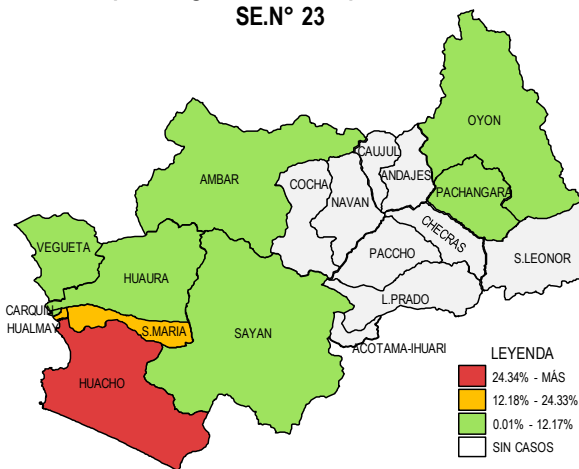 SE.N° 23
OYON
CAUJUL
ANDAJES
AMBAR
COCHA
NAVAN
PACHANGARA
CHECRAS
VEGUETA
PACCHO
S.LEONOR
HUAURA
L.PRADO
CARQUIN
HUALMAY
S.MARIA
SAYAN
ACOTAMA-IHUARI
HUACHO
LEYENDA
24.34% - MÁS
12.18% - 24.33%
0.01% - 12.17%
SIN CASOS